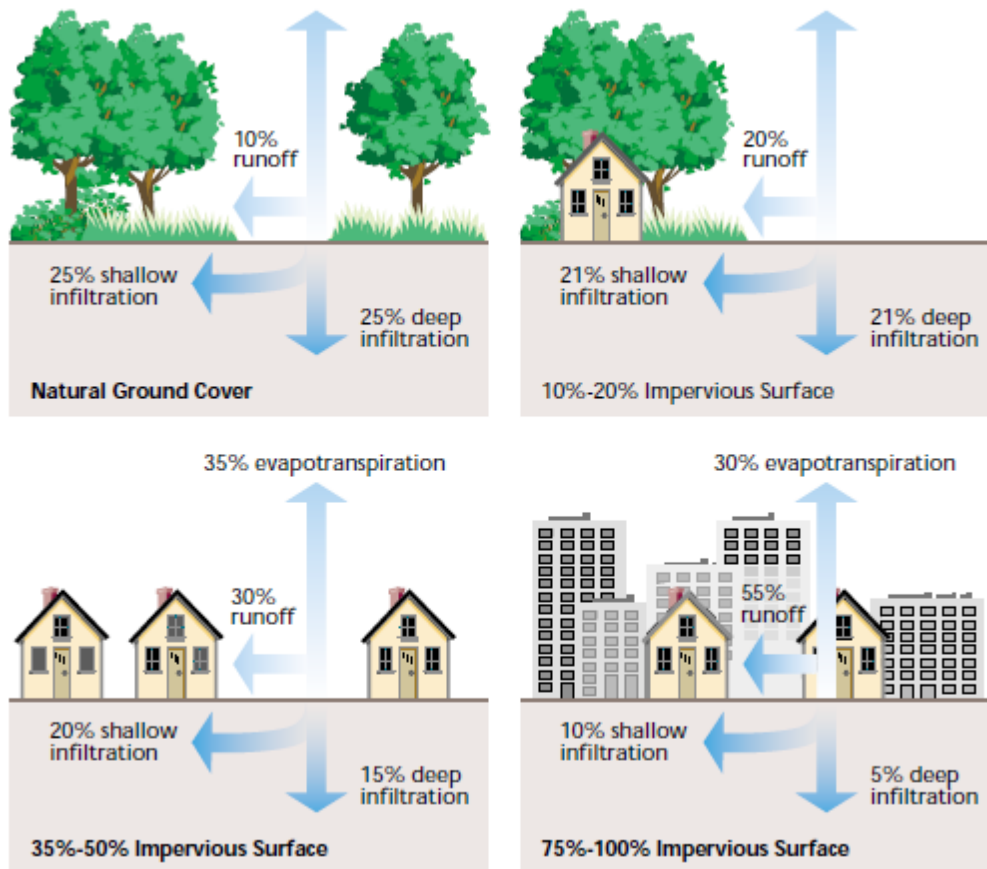 10%
runoff
25% shallow
infiltration
25% deep
infiltration
Natural Ground Cover
20%
runoff
21% shallow
infiltration
21% deep
infiltration
10%-20% Impervious Surface
35% evapotranspiration
30%
runoff
20% shallow
infiltration
15% deep
infiltration
35%-50% Impervious Surface
30% evapotranspiration
55%
runoff
10% shallow
infiltration
5% deep
infiltration
75%-100% Impervious Surface